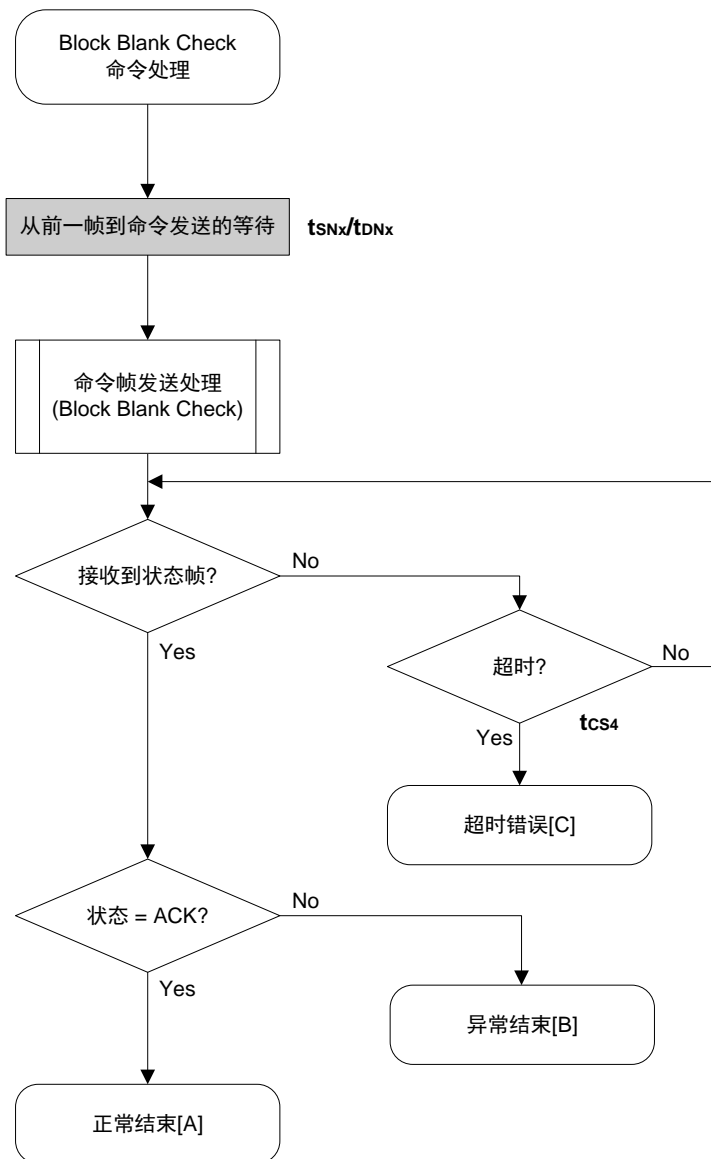 Block Blank Check
命令处理
从前一帧到命令发送的等待
tSNx/tDNx
命令帧发送处理
(Block Blank Check)
接收到状态帧?
No
Yes
超时?
No
tCS4
Yes
超时错误[C]
状态 = ACK?
No
Yes
异常结束[B]
正常结束[A]